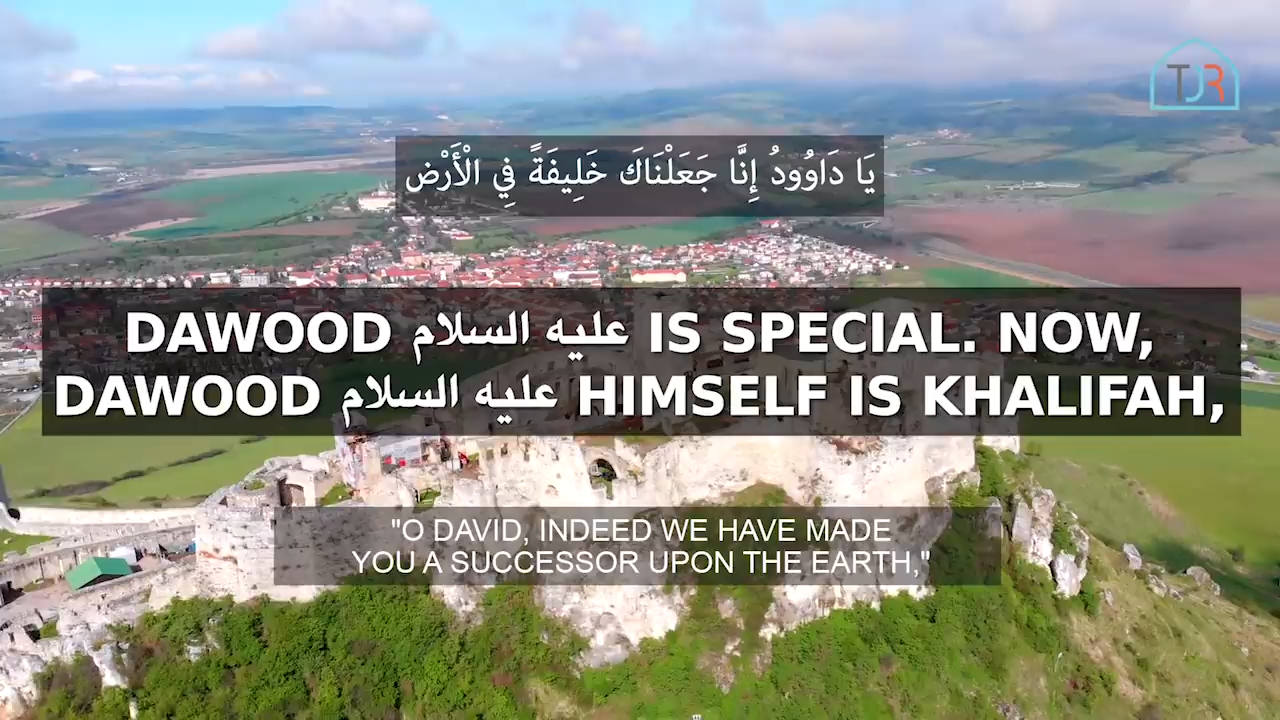 TJR
يَا دَاوُودُ إِنَّا جَعَلْنَاكَ خَلِيفَةً فِي الْأَرْضِ
DAWOOD عليه السلام IS SPECIAL. NOW,
DAWOOD عليه السلام HIMSELF IS KHALIFAH,
"O DAVID, INDEED WE HAVE MADE
YOU A SUCCESSOR UPON THE EARTH,"